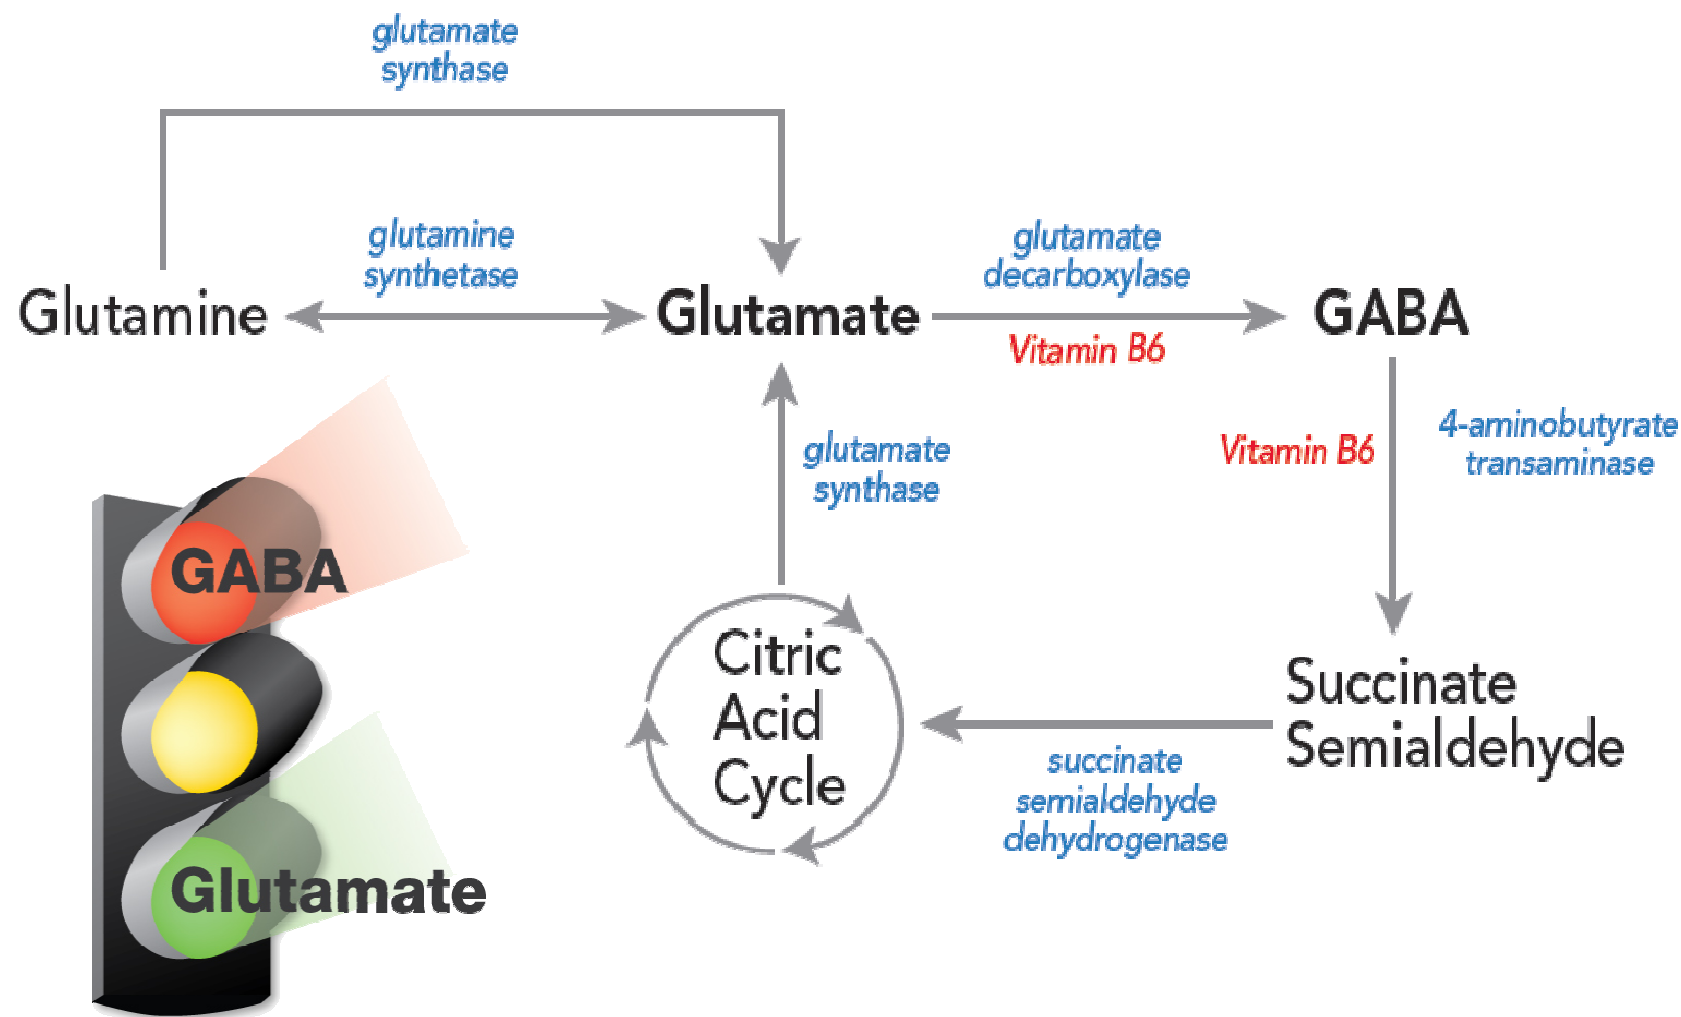 glutamate
synthase
glutamine
synthetase
glutamate
decarboxylase
Glutamine
Glutamate
GABA
Vitamin B6
Vitamin B6
4-aminobutyrate
transaminase
glutamate
synthase
GABA
Citric
Acid
Cycle
Succinate
Semialdehyde
succinate
semialdehyde
dehydrogenase
Glutamate